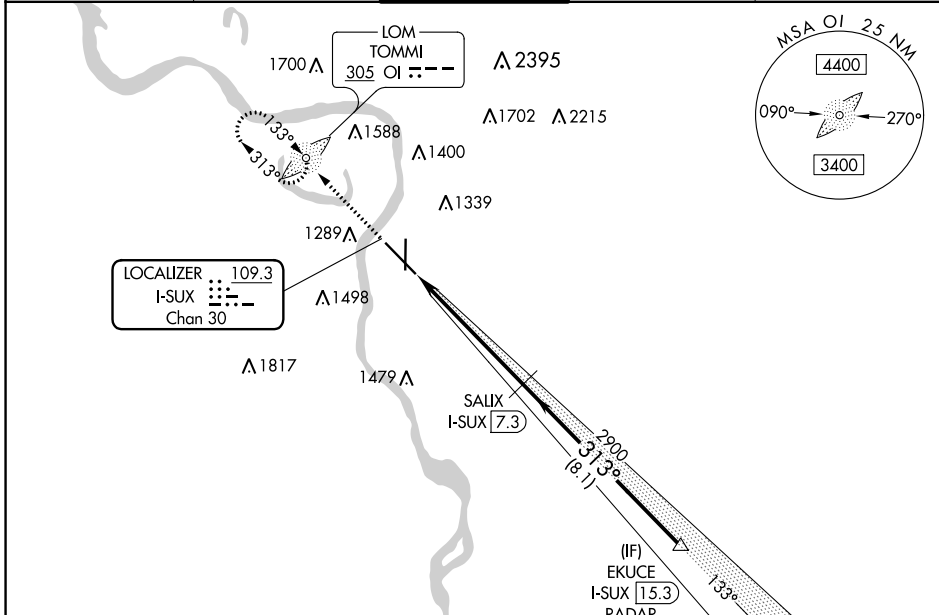 LOM
TOMMI
305 OI
1700
2395
1702
2215
1588
1400
1339
1289
133°
313°
MSA OI 25 NM
4400
090°
270°
3400
LOCALIZER 109.3
I-SUX
Chan 30
1498
1817
1479
SALIX
I-SUX 7.3
2900
313°
(8.1)
(IF)
EKUCE
I-SUX 15.3
RADAR
133°